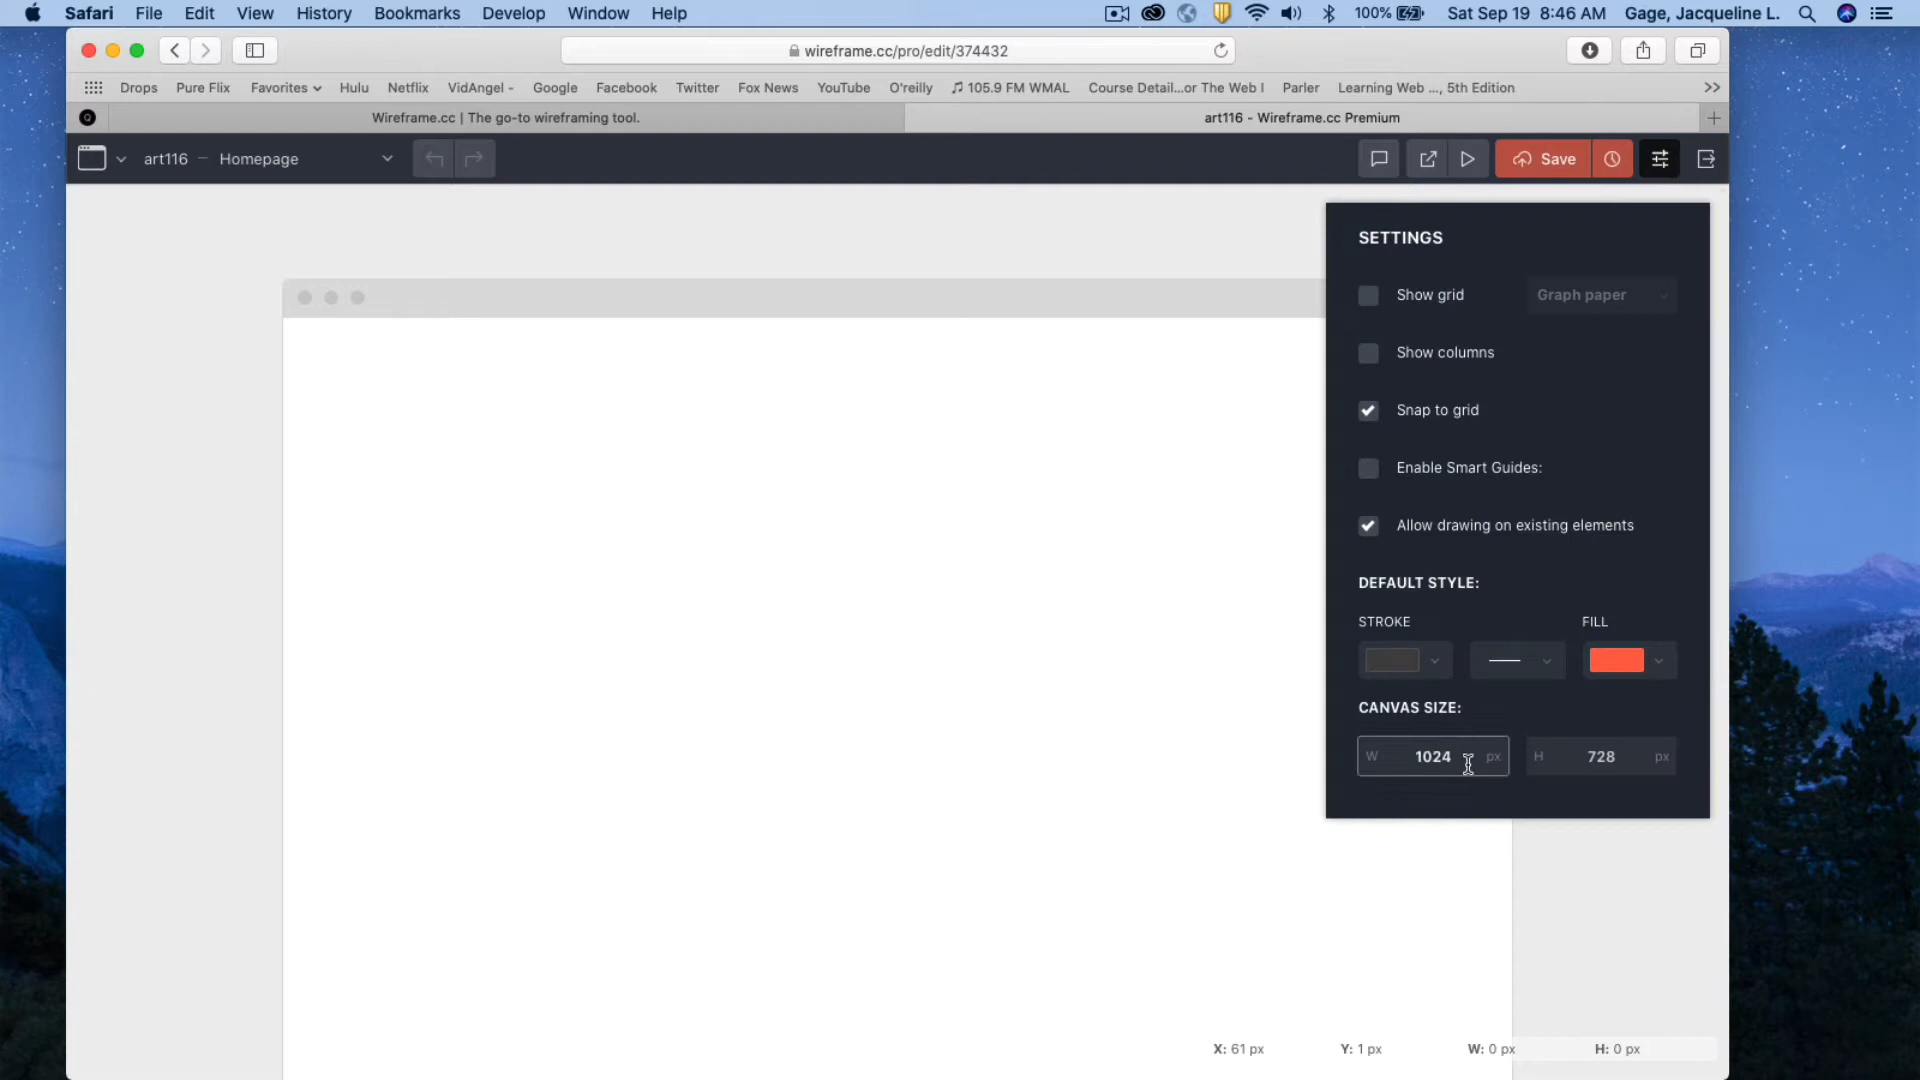 Safari File Edit View History Bookmarks Develop Window Help 100% Sat Sep 19 8:46 AM Gage, Jacqueline L.
wireframe.cc/pro/edit/374432
Drops Pure Flix Favorites Hulu Netflix VidAngel - Google Facebook Twitter Fox News YouTube O'reilly 105.9 FM WMAL Course Detail...or The Web I Parler Learning Web ..., 5th Edition >>
Wireframe.cc | The go-to wireframing tool. art116 - Wireframe.cc Premium +
art116 – Homepage Save
SETTINGS
Show grid Graph paper
Show columns
Snap to grid
Enable Smart Guides:
Allow drawing on existing elements
DEFAULT STYLE:
STROKE FILL
CANVAS SIZE:
W 1024 px H 728 px
X: 61 px Y: 1 px W: 0 px H: 0 px